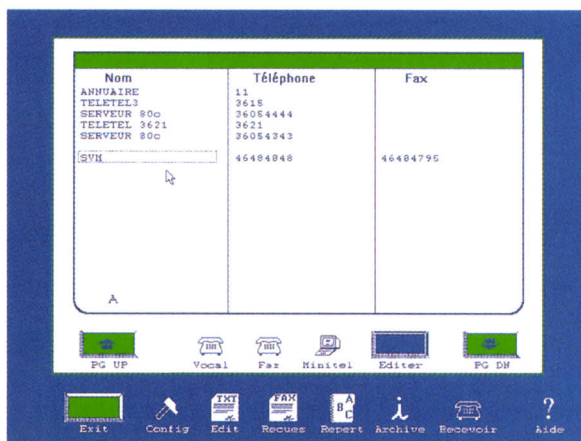 Nom Téléphone Fax
ANNUAIRE 11
TELETEL3 3615
SERVEUR 80c 36054444
TELETEL 3621 3621
SERVEUR 80c 36054343
SVM 46484848 46484795
A
PG UP Vocal Fax Minitel Editer PG DN
TXT FAX A B C i ?
Exit Config Edit Recues Repert Archive Recevoir Aide